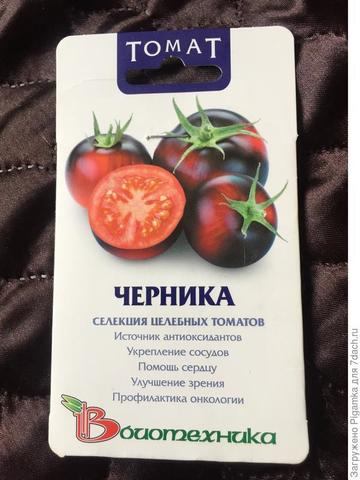 ТОМАТ
ЧЕРНИКА
СЕЛЕКЦИЯ ЦЕЛЕБНЫХ ТОМАТОВ
Источник антиоксидантов
Укрепление сосудов
Помощь сердцу
Улучшение зрения
Профилактика онкологии
Биотехника
Загружено Pigamka для 7dach.ru